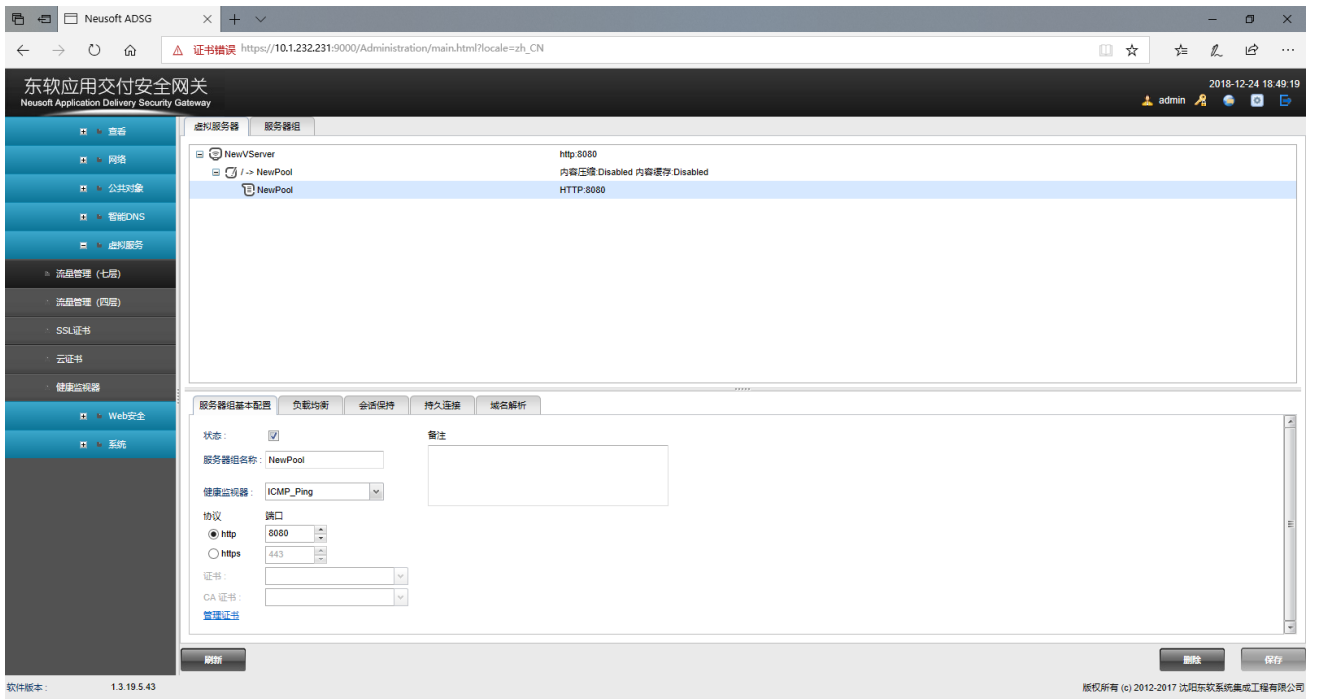 Neusoft ADSG
证书错误 https://10.1.232.231:9000/Administration/main.html?locale=zh_CN
东软应用交付安全网关
Neusoft Application Delivery Security Gateway
2018-12-24 18:49:19
admin
查看
网络
公共对象
智能DNS
虚拟服务
流量管理 (七层)
流量管理 (四层)
SSL证书
云证书
健康监视器
Web安全
系统
虚拟服务器 服务器组
NewVServer http:8080
/ -> NewPool 内容压缩:Disabled 内容缓存:Disabled
NewPool HTTP:8080
服务器组基本配置 负载均衡 会话保持 持久连接 域名解析
状态 : 备注
服务器组名称 : NewPool
健康监视器 : ICMP_Ping
协议 端口
http 8080
https 443
证书 :
CA 证书 :
管理证书
刷新 删除 保存
软件版本 : 1.3.19.5.43
版权所有 (c) 2012-2017 沈阳东软系统集成工程有限公司